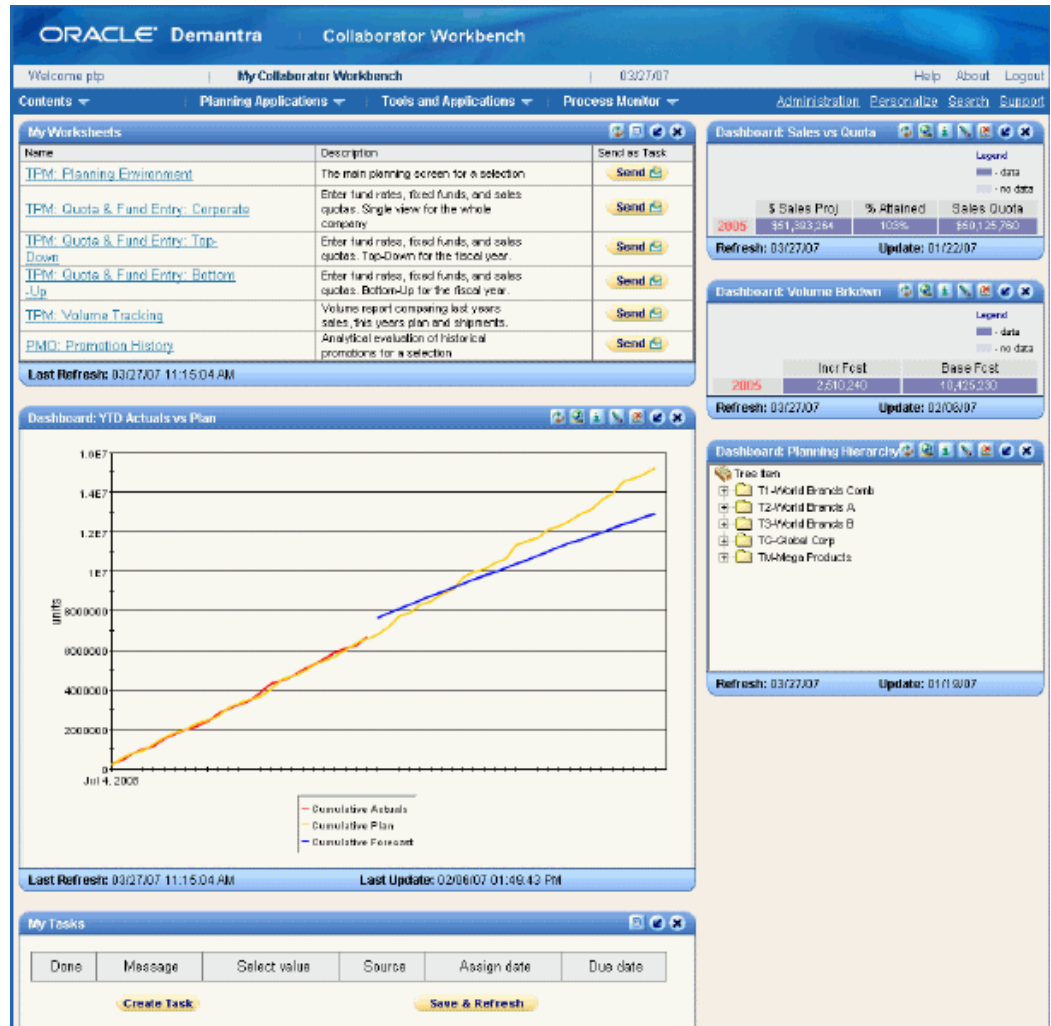 ORACLE Demantra Collaborator Workbench
Welcome ptp My Collaborator Workbench 03/27/07 Help About Logout
Contents Planning Applications Tools and Applications Process Monitor Administration Personalize Search Support
My Worksheets
Name Description Send as Task
TPM: Planning Environment The main planning screen for a selection Send
TPM: Quota & Fund Entry: Corporate
Enter fund rates, fixed funds, and sales
quotas. Single view for the whole
company
Send
TPM: Quota & Fund Entry: Top-
Down
Enter fund rates, fixed funds, and sales
quotas. Top-Down for the fiscal year.
Send
TPM: Quota & Fund Entry: Bottom
-Up
Enter fund rates, fixed funds, and sales
quotas. Bottom-Up for the fiscal year.
Send
TPM: Volume Tracking
Volume report comparing last years
sales, this years plan and shipments.
Send
PMO: Promotion History
Analytical evaluation of historical
promotions for a selection
Send
Last Refresh: 03/27/07 11:15:04 AM
Dashboard: Sales vs Quota
Legend
- data
- no data
$ Sales Proj % Attained Sales Quota
2005 $51,393,264 103% $50,125,760
Refresh: 03/27/07 Update: 01/22/07
Dashboard: Volume Brkdwn
Legend
- data
- no data
Incr Fcst Base Fcst
2005 2,510,240 10,425,230
Refresh: 03/27/07 Update: 02/06/07
Dashboard: YTD Actuals vs Plan
1.6E7
1.4E7
1.2E7
1E7
8000000
6000000
4000000
2000000
0
units
Jul 4, 2005
Cumulative Actuals
Cumulative Plan
Cumulative Forecast
Last Refresh: 03/27/07 11:15:04 AM Last Update: 02/06/07 01:49:43 PM
Dashboard: Planning Hierarchy
Tree Item
T1-World Brands Comb
T2-World Brands A
T3-World Brands B
TG-Global Corp
TM-Mega Products
Refresh: 03/27/07 Update: 01/19/07
My Tasks
Done Message Select value Source Assign date Due date
Create Task Save & Refresh